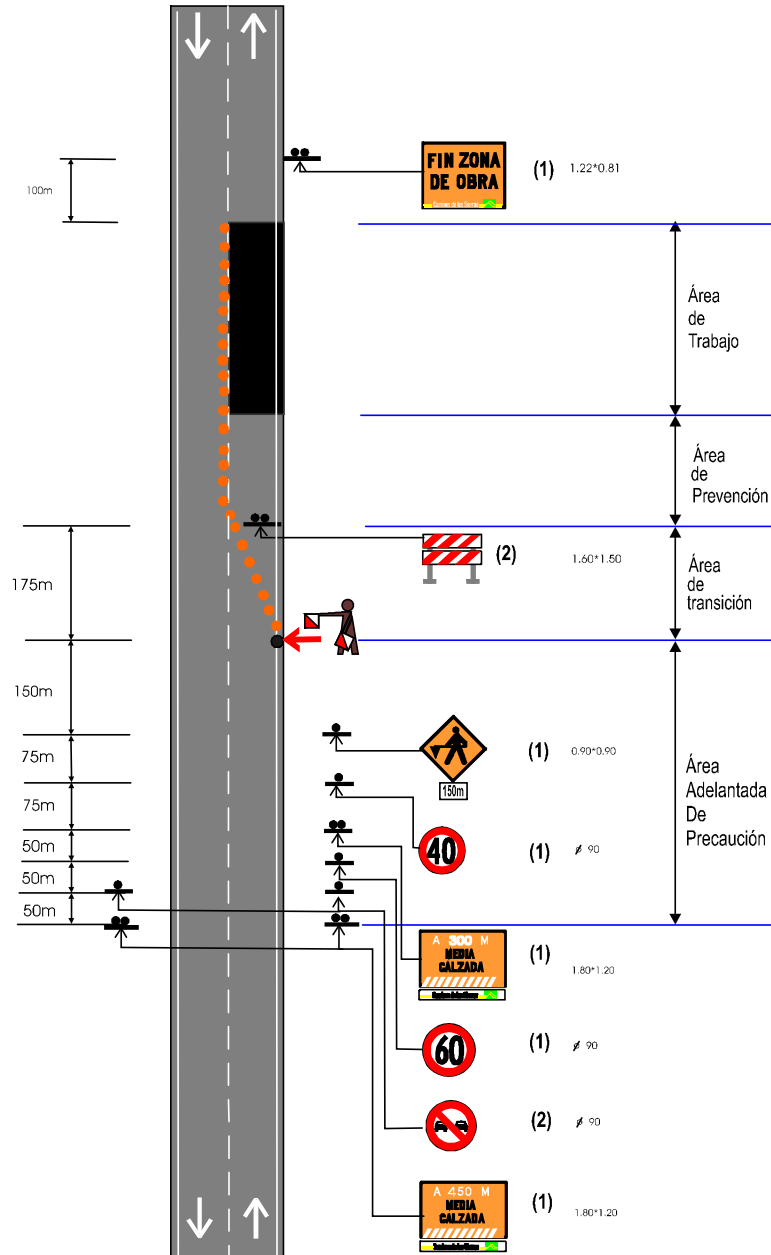 FIN ZONA
DE OBRA
(1)
1.22*0.81
100m
Área
de
Trabajo
Área
de
Prevención
(2)
1.60*1.50
Área
de
transición
175m
150m
(1)
0.90*0.90
150m
75m
75m
Área
Adelantada
De
Precaución
40
(1)
ø 90
50m
50m
50m
A 300 M
MEDIA
CALZADA
(1)
1.80*1.20
60
(1)
ø 90
(2)
ø 90
A 450 M
MEDIA
CALZADA
(1)
1.80*1.20